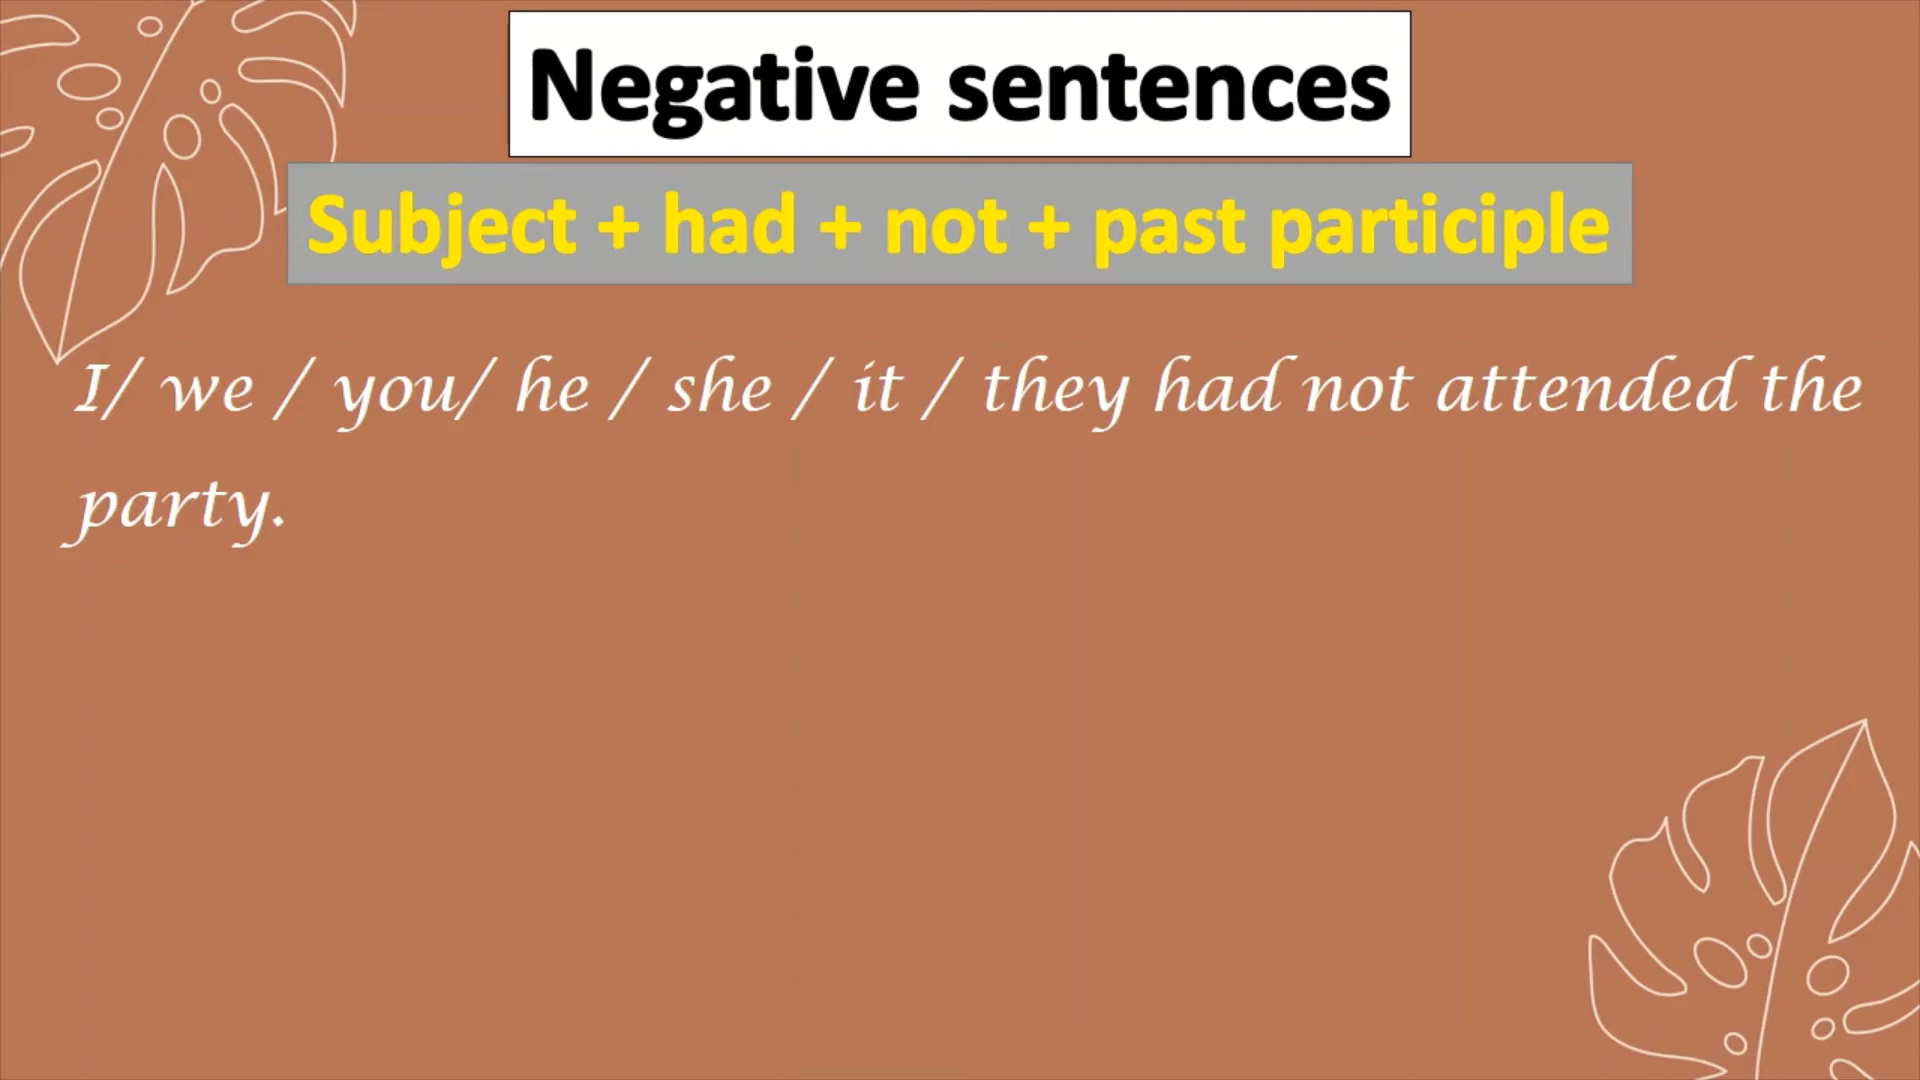 Negative sentences
Subject + had + not + past participle
I/ we / you/ he / she / it / they had not attended the
party.